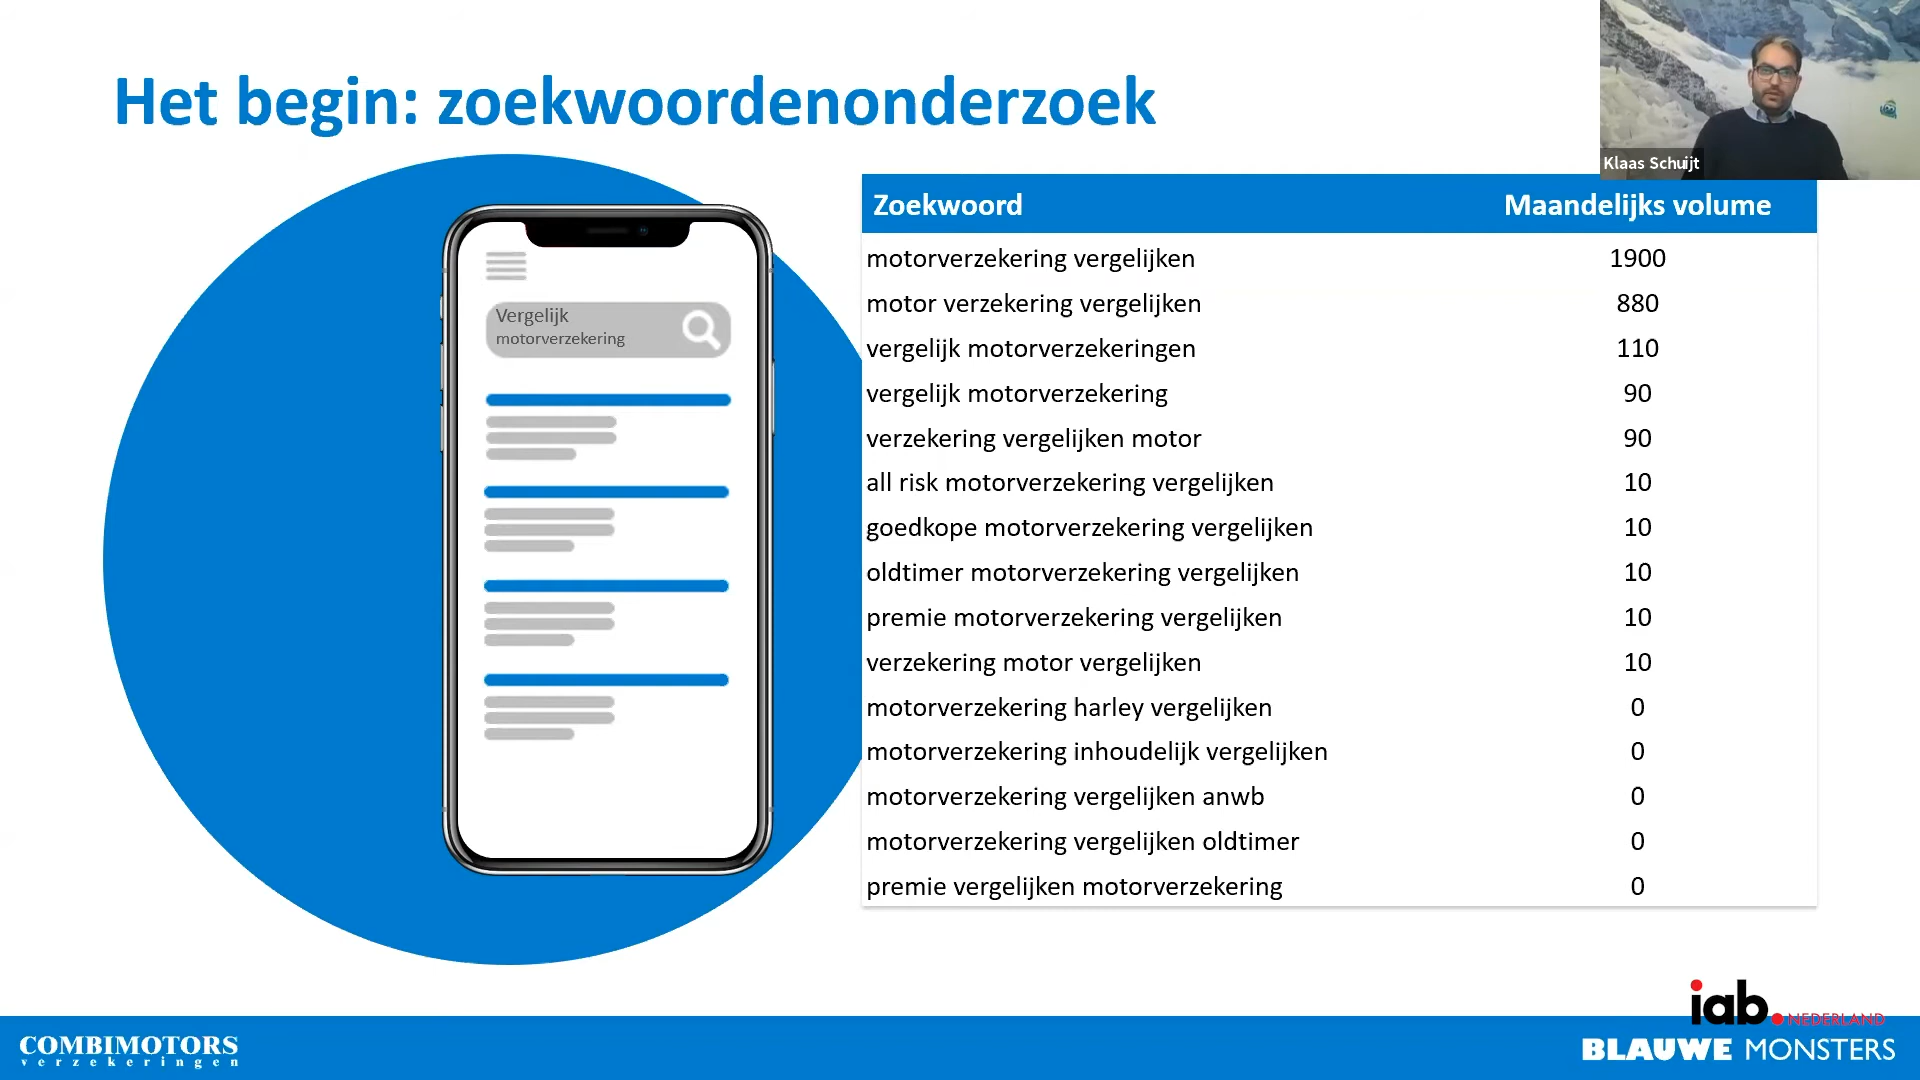 Het begin: zoekwoordenonderzoek
Klaas Schuijt
Vergelijk
motorverzekering
Zoekwoord Maandelijks volume
motorverzekering vergelijken 1900
motor verzekering vergelijken 880
vergelijk motorverzekeringen 110
vergelijk motorverzekering 90
verzekering vergelijken motor 90
all risk motorverzekering vergelijken 10
goedkope motorverzekering vergelijken 10
oldtimer motorverzekering vergelijken 10
premie motorverzekering vergelijken 10
verzekering motor vergelijken 10
motorverzekering harley vergelijken 0
motorverzekering inhoudelijk vergelijken 0
motorverzekering vergelijken anwb 0
motorverzekering vergelijken oldtimer 0
premie vergelijken motorverzekering 0
iab. NEDERLAND
COMBIMOTORS
verzekeringen
BLAUWE MONSTERS